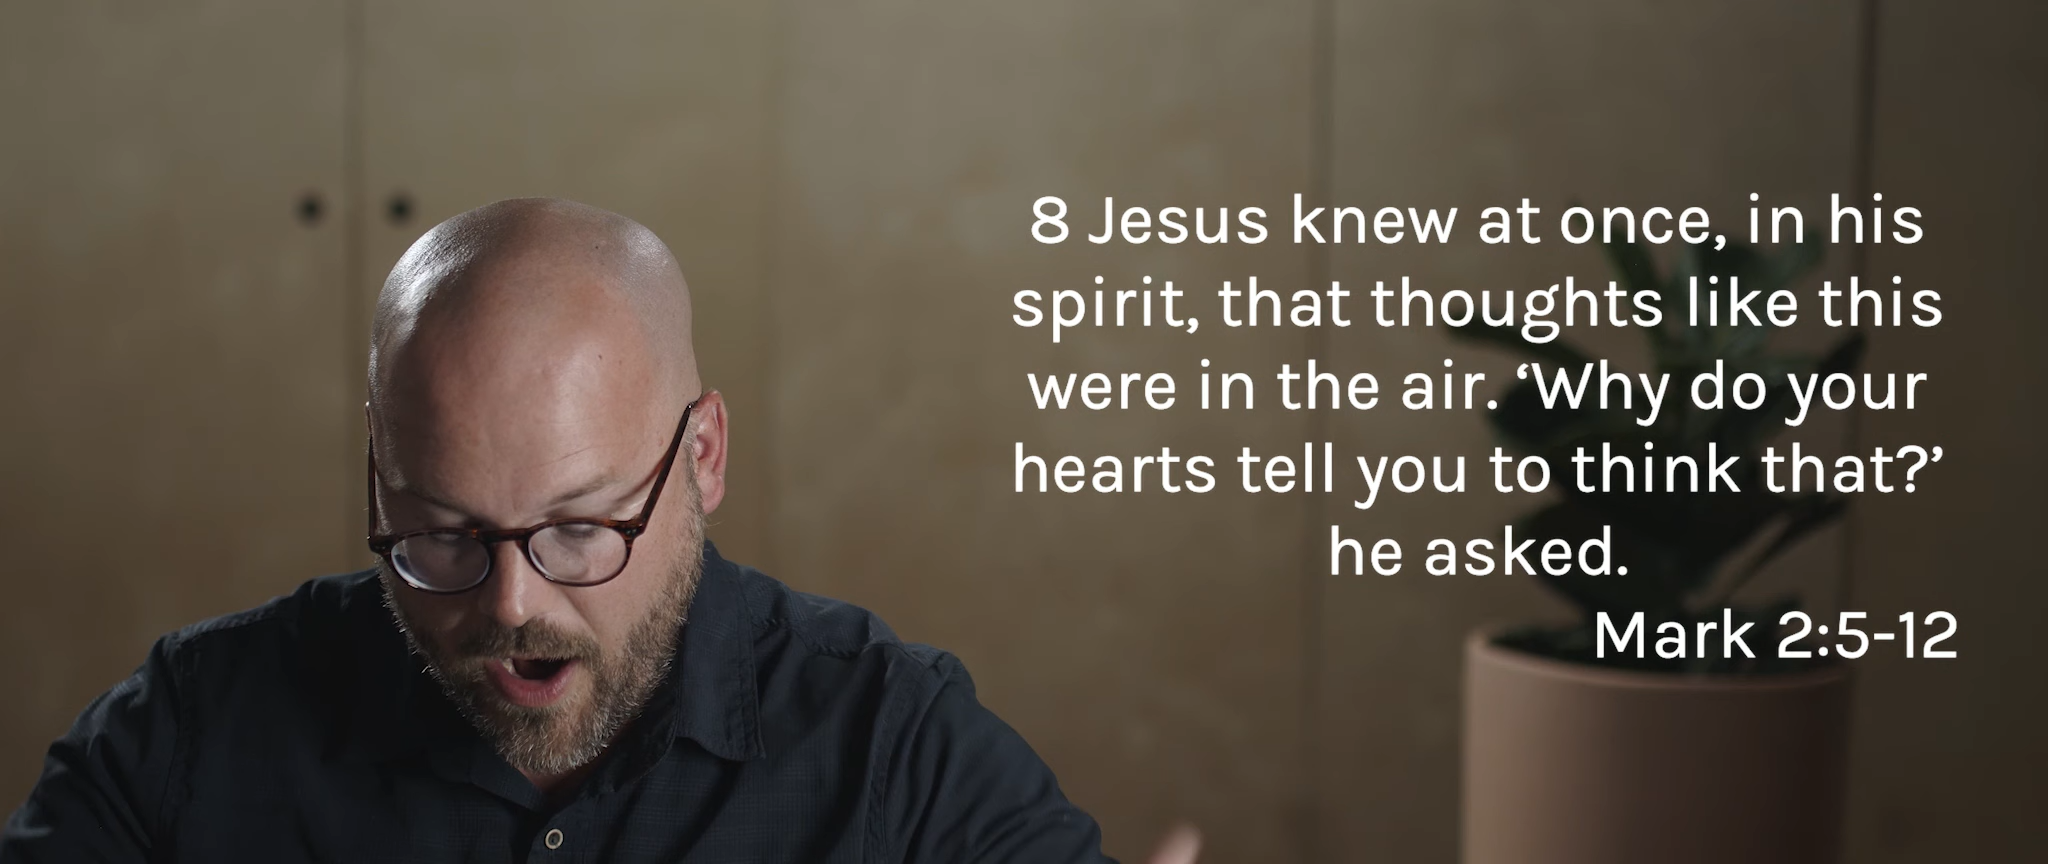 8 Jesus knew at once, in his
spirit, that thoughts like this
were in the air. ‘Why do your
hearts tell you to think that?’
he asked.
Mark 2:5-12